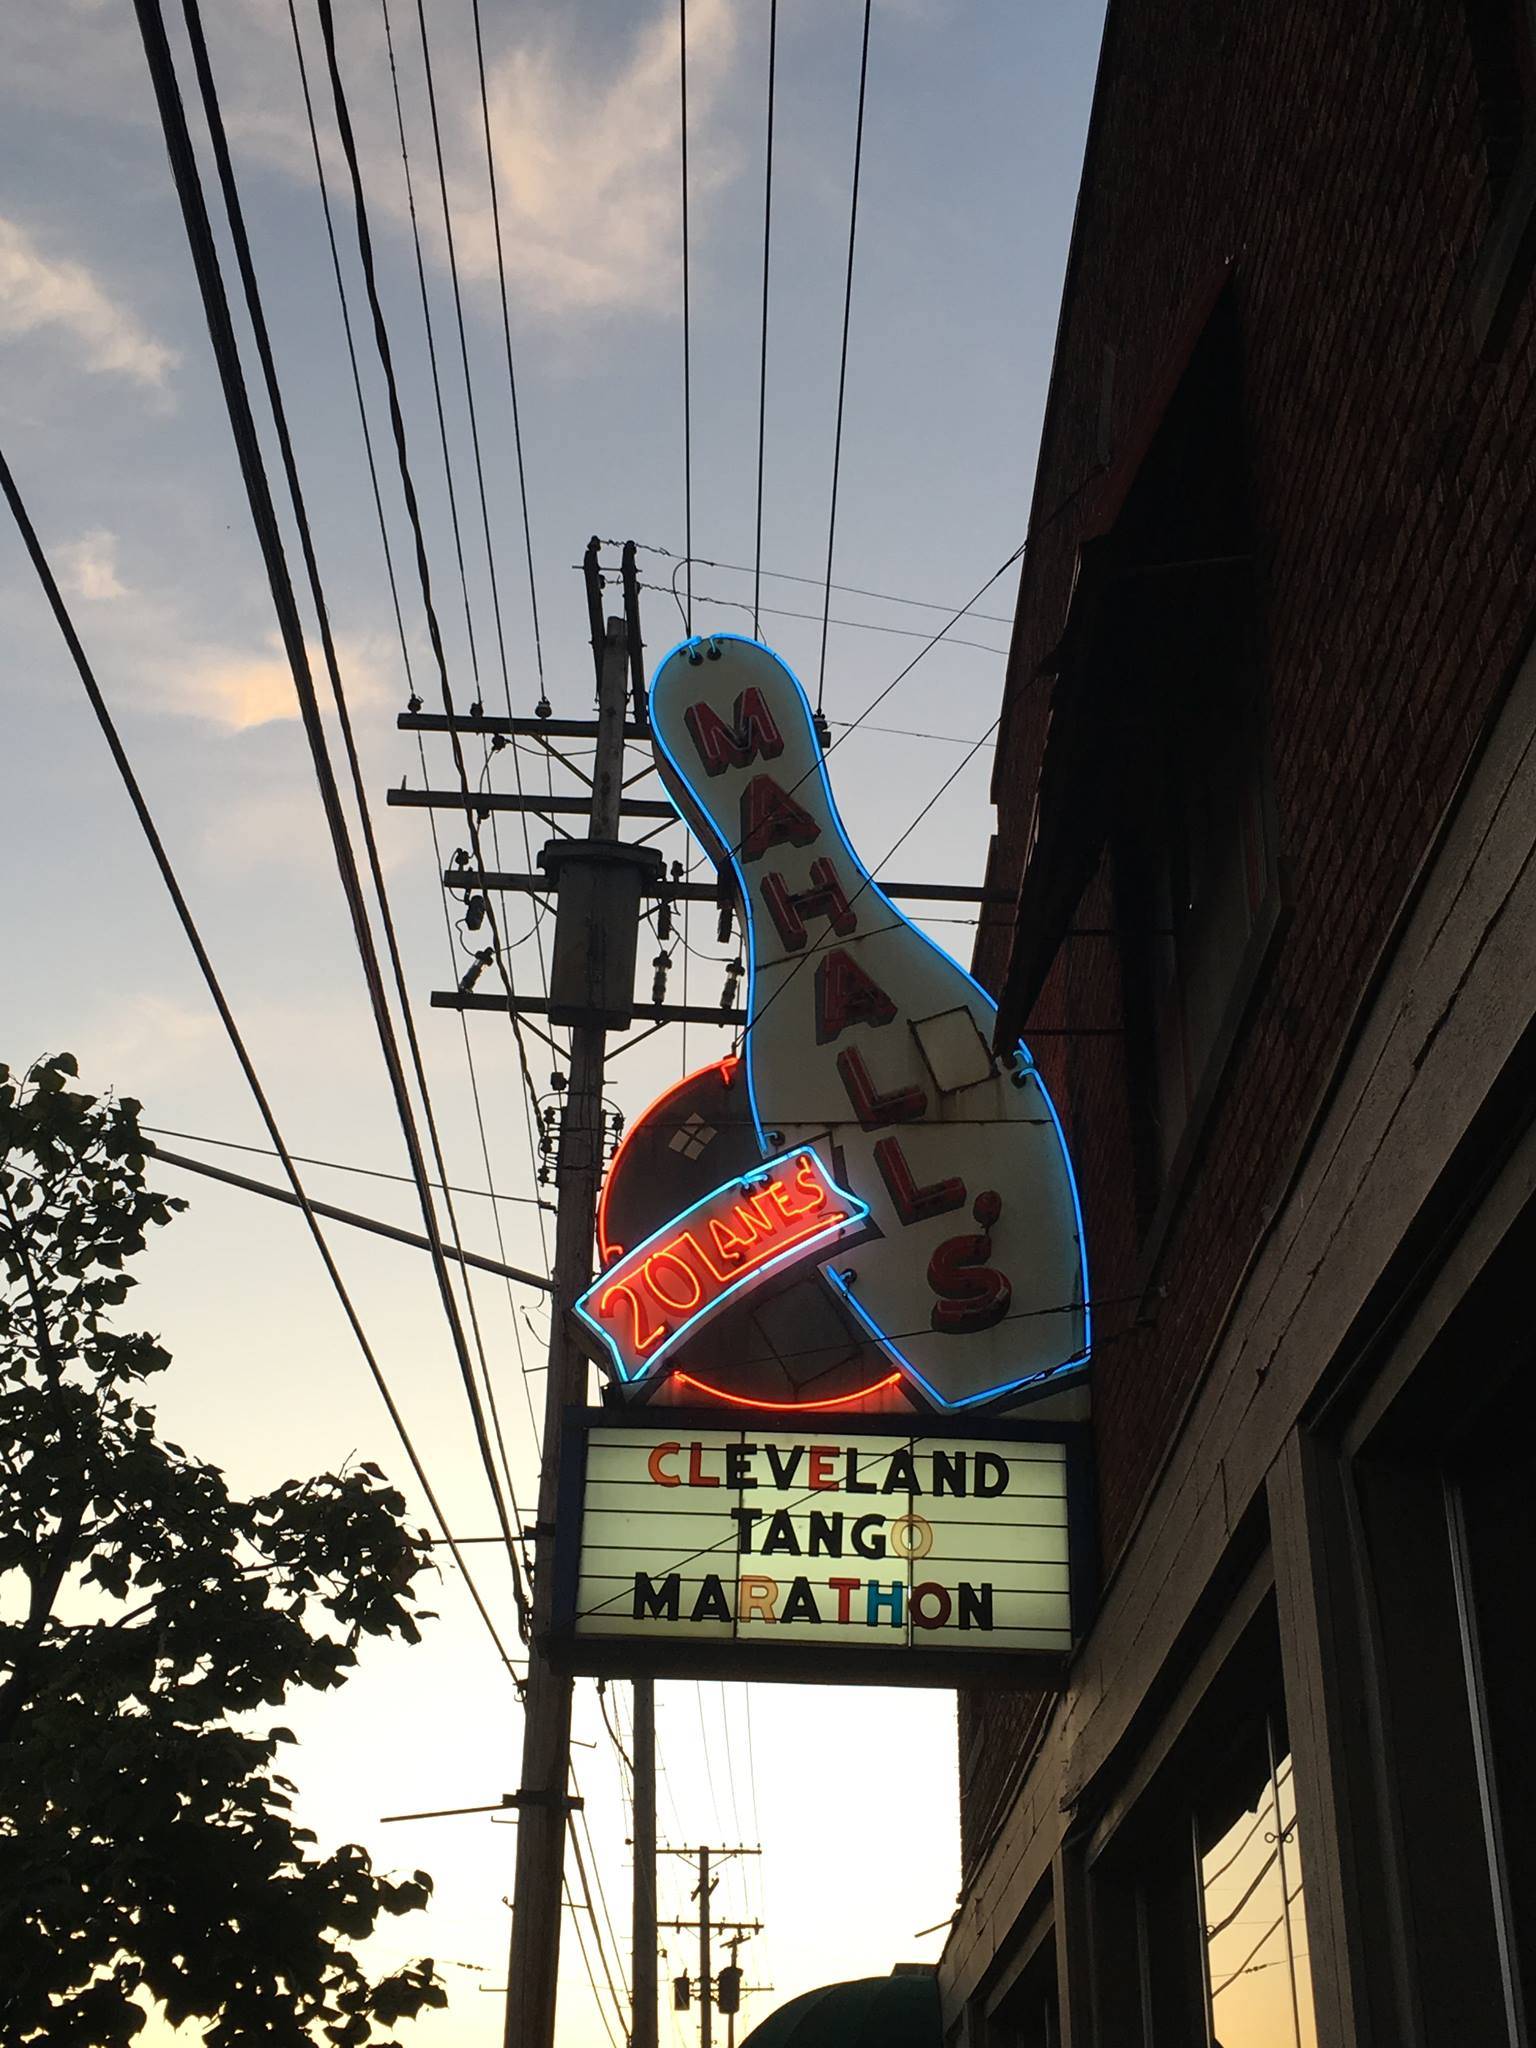 MAHALL'S
20 LANES
CLEVELAND
TANGO
MARATHON